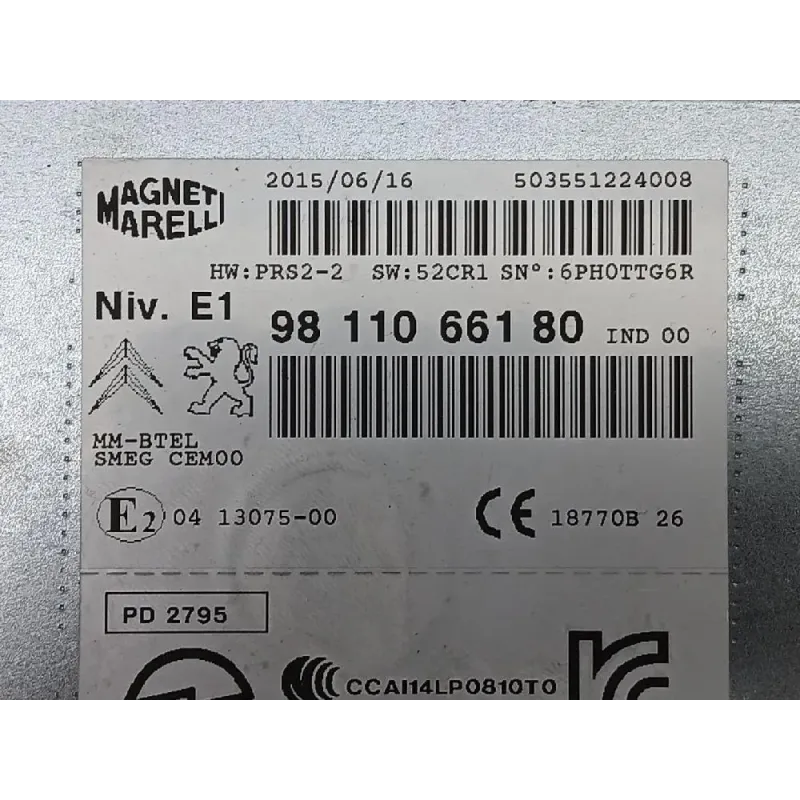 MAGNETI
MARELLI
2015/06/16 503551224008
HW:PRS2-2 SW:52CR1 SN°:6PH0TTG6R
Niv. E1
98 110 661 80 IND 00
MM-BTEL
SMEG CEM00
E2 04 13075-00
CE 18770B 26
PD 2795
CCAI14LP0810T0